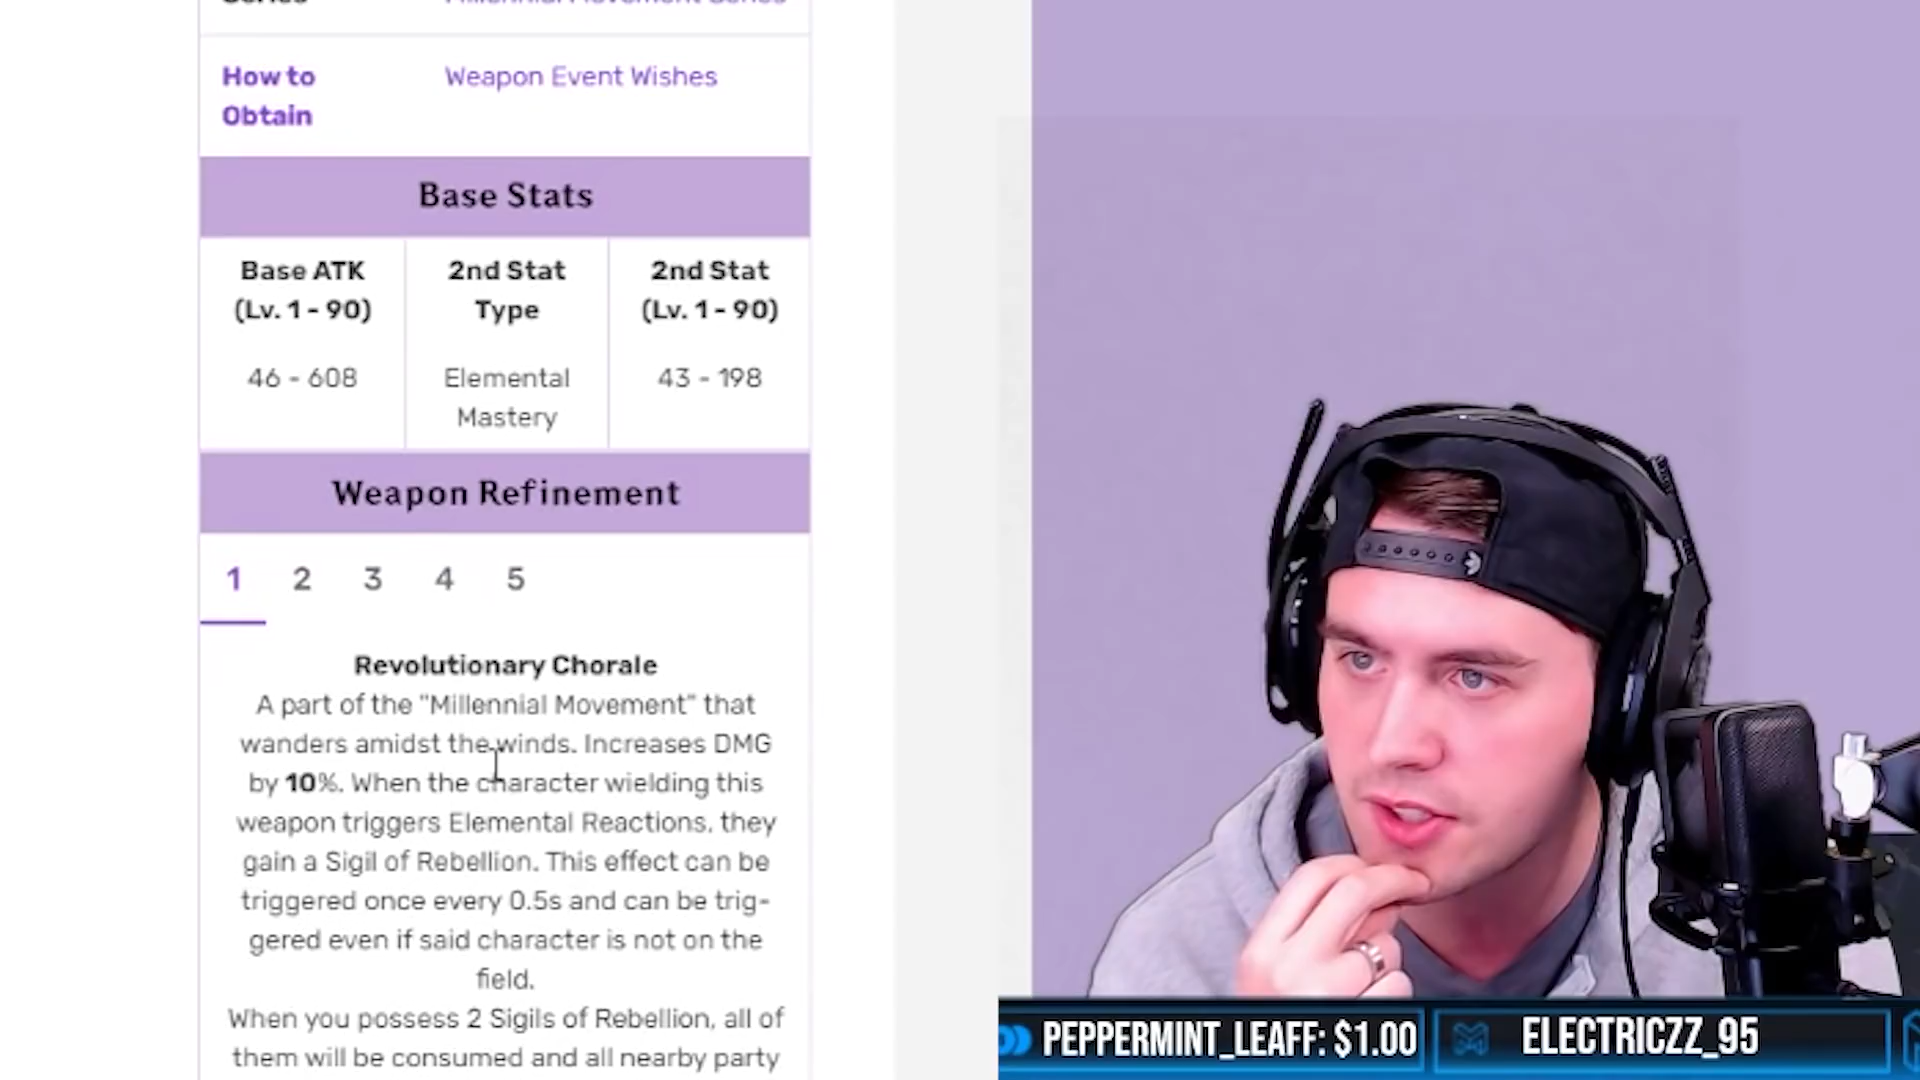 Series Millennial Movement Series
How to Weapon Event Wishes
Obtain
Base Stats
Base ATK 2nd Stat 2nd Stat
(Lv. 1 - 90) Type (Lv. 1 - 90)
46 - 608 Elemental 43 - 198
Mastery
Weapon Refinement
1 2 3 4 5
Revolutionary Chorale
A part of the "Millennial Movement" that
wanders amidst the winds. Increases DMG
by 10%. When the character wielding this
weapon triggers Elemental Reactions, they
gain a Sigil of Rebellion. This effect can be
triggered once every 0.5s and can be trig-
gered even if said character is not on the
field.
When you possess 2 Sigils of Rebellion, all of
them will be consumed and all nearby party
PEPPERMINT_LEAFF: $1.00 ELECTRICZZ_95